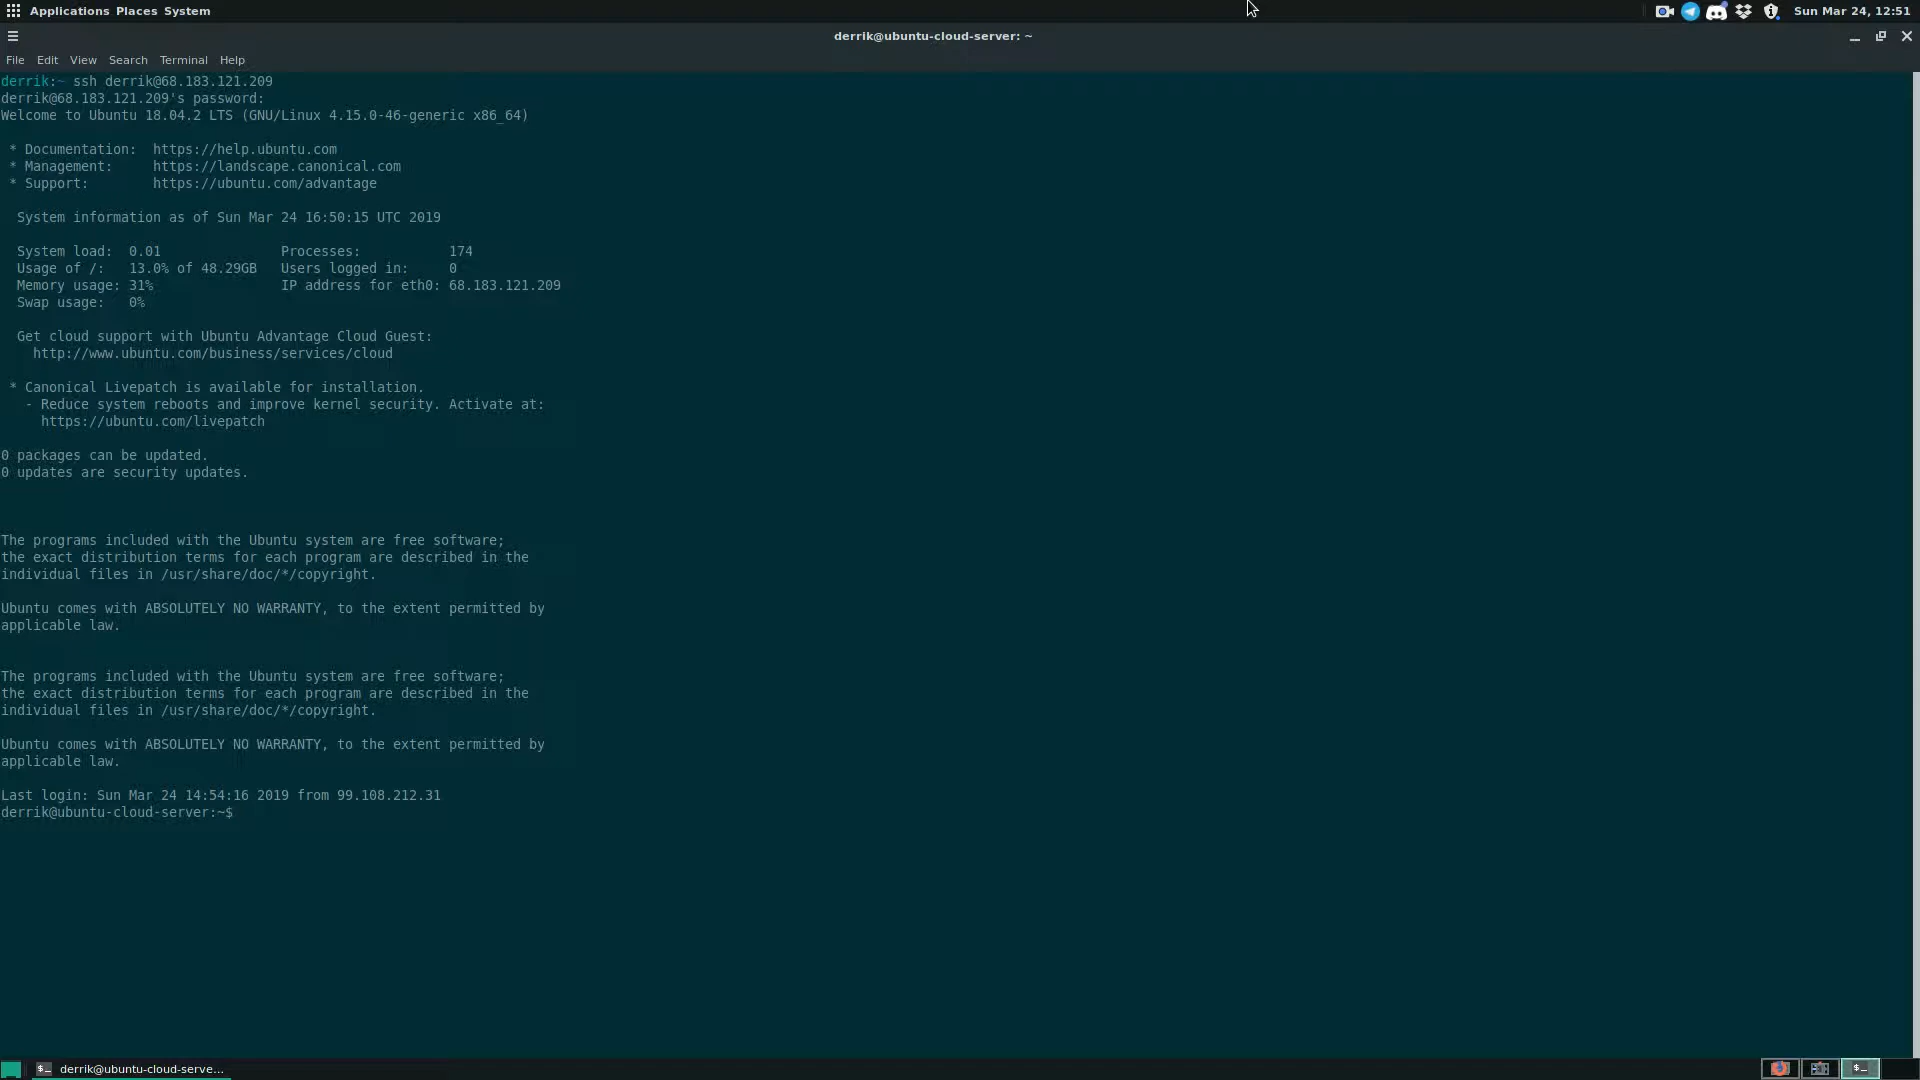 Applications Places System
Sun Mar 24, 12:51
derrik@ubuntu-cloud-server: ~
File Edit View Search Terminal Help
derrik:~ ssh derrik@68.183.121.209
derrik@68.183.121.209's password:
Welcome to Ubuntu 18.04.2 LTS (GNU/Linux 4.15.0-46-generic x86_64)
* Documentation:  https://help.ubuntu.com
* Management:     https://landscape.canonical.com
* Support:        https://ubuntu.com/advantage
System information as of Sun Mar 24 16:50:15 UTC 2019
System load:  0.01               Processes:           174
Usage of /:   13.0% of 48.29GB   Users logged in:     0
Memory usage: 31%                IP address for eth0: 68.183.121.209
Swap usage:   0%
Get cloud support with Ubuntu Advantage Cloud Guest:
http://www.ubuntu.com/business/services/cloud
* Canonical Livepatch is available for installation.
- Reduce system reboots and improve kernel security. Activate at:
https://ubuntu.com/livepatch
0 packages can be updated.
0 updates are security updates.
The programs included with the Ubuntu system are free software;
the exact distribution terms for each program are described in the
individual files in /usr/share/doc/*/copyright.
Ubuntu comes with ABSOLUTELY NO WARRANTY, to the extent permitted by
applicable law.
The programs included with the Ubuntu system are free software;
the exact distribution terms for each program are described in the
individual files in /usr/share/doc/*/copyright.
Ubuntu comes with ABSOLUTELY NO WARRANTY, to the extent permitted by
applicable law.
Last login: Sun Mar 24 14:54:16 2019 from 99.108.212.31
derrik@ubuntu-cloud-server:~$
derrik@ubuntu-cloud-serve...